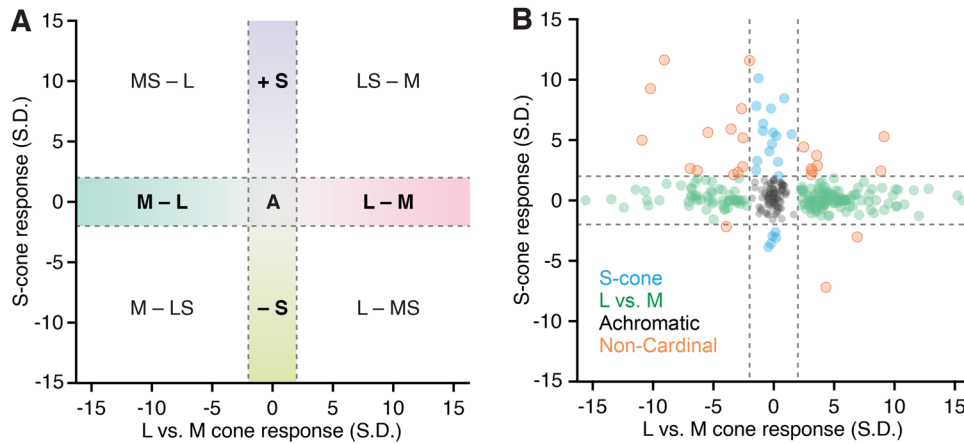 A
S-cone response (S.D.)
15
10
5
0
-5
-10
-15
MS – L
+ S
LS – M
M – L
A
L – M
M – LS
– S
L – MS
-15
-10
-5
0
5
10
15
L vs. M cone response (S.D.)
B
S-cone response (S.D.)
15
10
5
0
-5
-10
-15
S-cone
L vs. M
Achromatic
Non-Cardinal
-15
-10
-5
0
5
10
15
L vs. M cone response (S.D.)